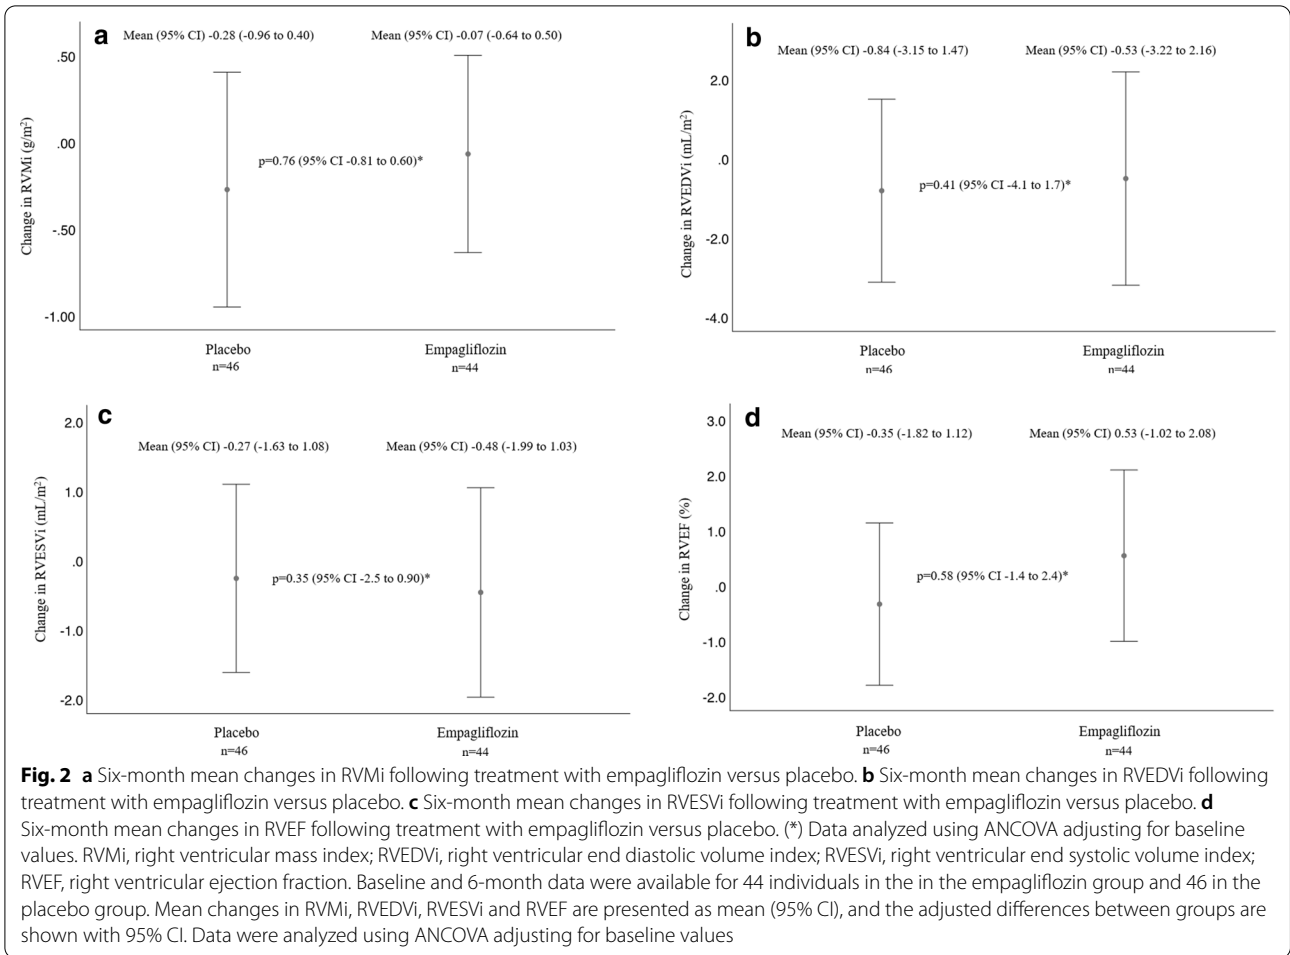 a
Mean (95% CI) -0.28 (-0.96 to 0.40) Mean (95% CI) -0.07 (-0.64 to 0.50)
Change in RVMi (g/m²)
.50
.00
-.50
-1.00
p=0.76 (95% CI -0.81 to 0.60)*
Placebo Empagliflozin
n=46 n=44
b
Mean (95% CI) -0.84 (-3.15 to 1.47) Mean (95% CI) -0.53 (-3.22 to 2.16)
Change in RVEDVi (mL/m²)
2.0
.0
-2.0
-4.0
p=0.41 (95% CI -4.1 to 1.7)*
Placebo Empagliflozin
n=46 n=44
c
Mean (95% CI) -0.27 (-1.63 to 1.08) Mean (95% CI) -0.48 (-1.99 to 1.03)
Change in RVESVi (mL/m²)
2.0
1.0
.0
-1.0
-2.0
p=0.35 (95% CI -2.5 to 0.90)*
Placebo Empagliflozin
n=46 n=44
d
Mean (95% CI) -0.35 (-1.82 to 1.12) Mean (95% CI) 0.53 (-1.02 to 2.08)
Change in RVEF (%)
3.0
2.0
1.0
.0
-1.0
-2.0
p=0.58 (95% CI -1.4 to 2.4)*
Placebo Empagliflozin
n=46 n=44
Fig. 2 a Six-month mean changes in RVMi following treatment with empagliflozin versus placebo. b Six-month mean changes in RVEDVi following
treatment with empagliflozin versus placebo. c Six-month mean changes in RVESVi following treatment with empagliflozin versus placebo. d
Six-month mean changes in RVEF following treatment with empagliflozin versus placebo. (*) Data analyzed using ANCOVA adjusting for baseline
values. RVMi, right ventricular mass index; RVEDVi, right ventricular end diastolic volume index; RVESVi, right ventricular end systolic volume index;
RVEF, right ventricular ejection fraction. Baseline and 6-month data were available for 44 individuals in the in the empagliflozin group and 46 in the
placebo group. Mean changes in RVMi, RVEDVi, RVESVi and RVEF are presented as mean (95% CI), and the adjusted differences between groups are
shown with 95% CI. Data were analyzed using ANCOVA adjusting for baseline values